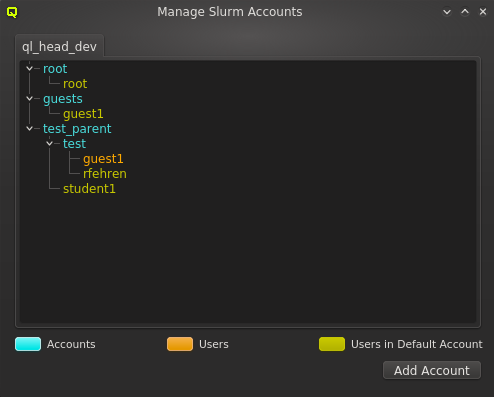 Manage Slurm Accounts
ql_head_dev
root
root
guests
guest1
test_parent
test
guest1
rfehren
student1
Accounts Users Users in Default Account
Add Account